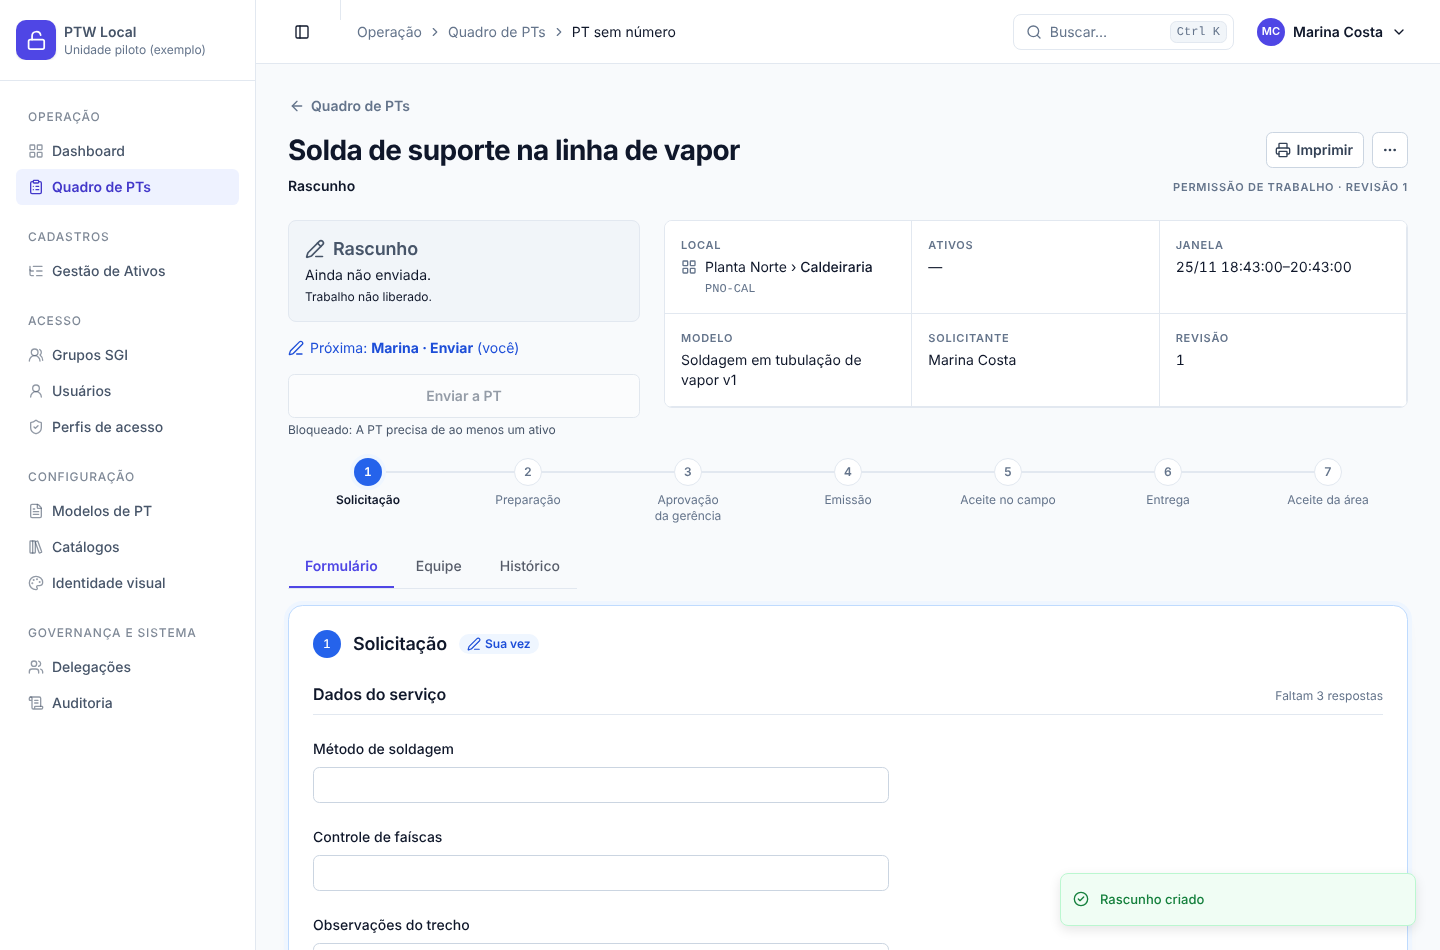 PTW Local
Unidade piloto (exemplo)
OPERAÇÃO
Dashboard
Quadro de PTs
CADASTROS
Gestão de Ativos
ACESSO
Grupos SGI
Usuários
Perfis de acesso
CONFIGURAÇÃO
Modelos de PT
Catálogos
Identidade visual
GOVERNANÇA E SISTEMA
Delegações
Auditoria
Operação > Quadro de PTs > PT sem número
Buscar... Ctrl K
MC Marina Costa
Quadro de PTs
Solda de suporte na linha de vapor
Imprimir
Rascunho
PERMISSÃO DE TRABALHO · REVISÃO 1
Rascunho
Ainda não enviada.
Trabalho não liberado.
Próxima: Marina · Enviar (você)
Enviar a PT
Bloqueado: A PT precisa de ao menos um ativo
LOCAL
Planta Norte › Caldeiraria
PNO-CAL
ATIVOS
—
JANELA
25/11 18:43:00–20:43:00
MODELO
Soldagem em tubulação de
vapor v1
SOLICITANTE
Marina Costa
REVISÃO
1
1
Solicitação
2
Preparação
3
Aprovação
da gerência
4
Emissão
5
Aceite no campo
6
Entrega
7
Aceite da área
Formulário
Equipe
Histórico
1 Solicitação Sua vez
Dados do serviço
Faltam 3 respostas
Método de soldagem
Controle de faíscas
Observações do trecho
Rascunho criado